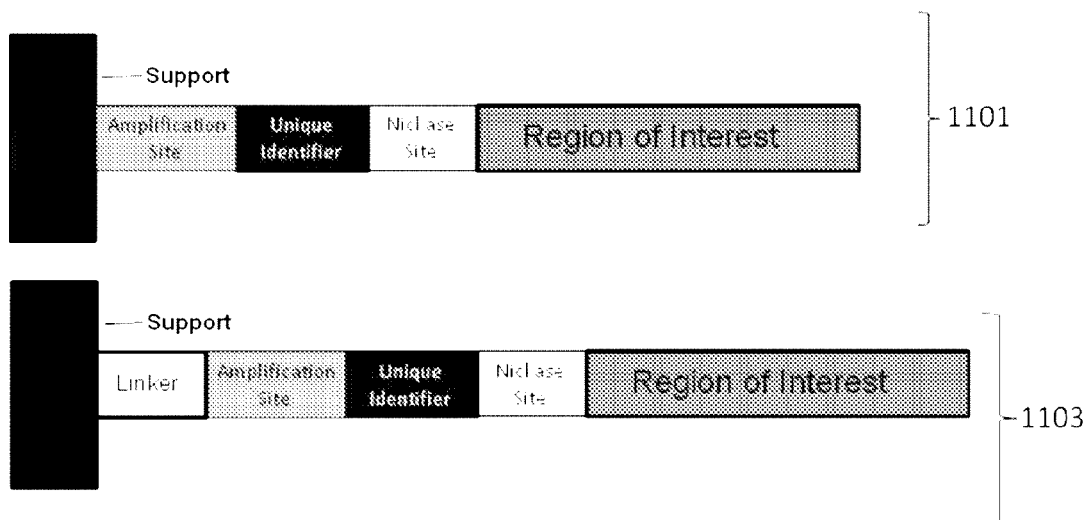 Support
Amplification
Site
Unique
Identifier
Nickase
Site
Region of Interest
1101
Support
Linker
Amplification
Site
Unique
Identifier
Nickase
Site
Region of Interest
1103